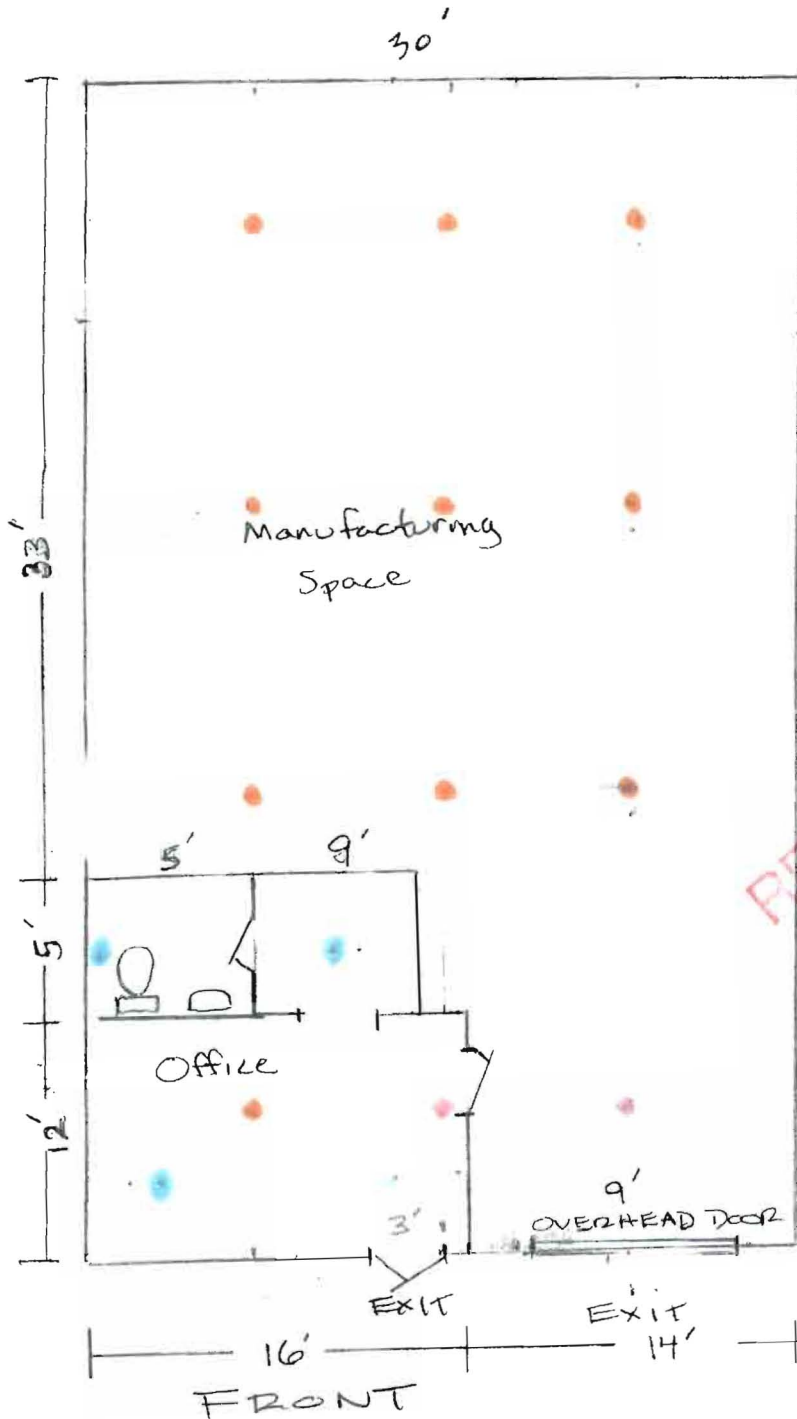 30'
33'
Manufacturing
Space
5'
9'
5'
Office
12'
3'
9'
OVERHEAD DOOR
EXIT
EXIT
16'
14'
FRONT